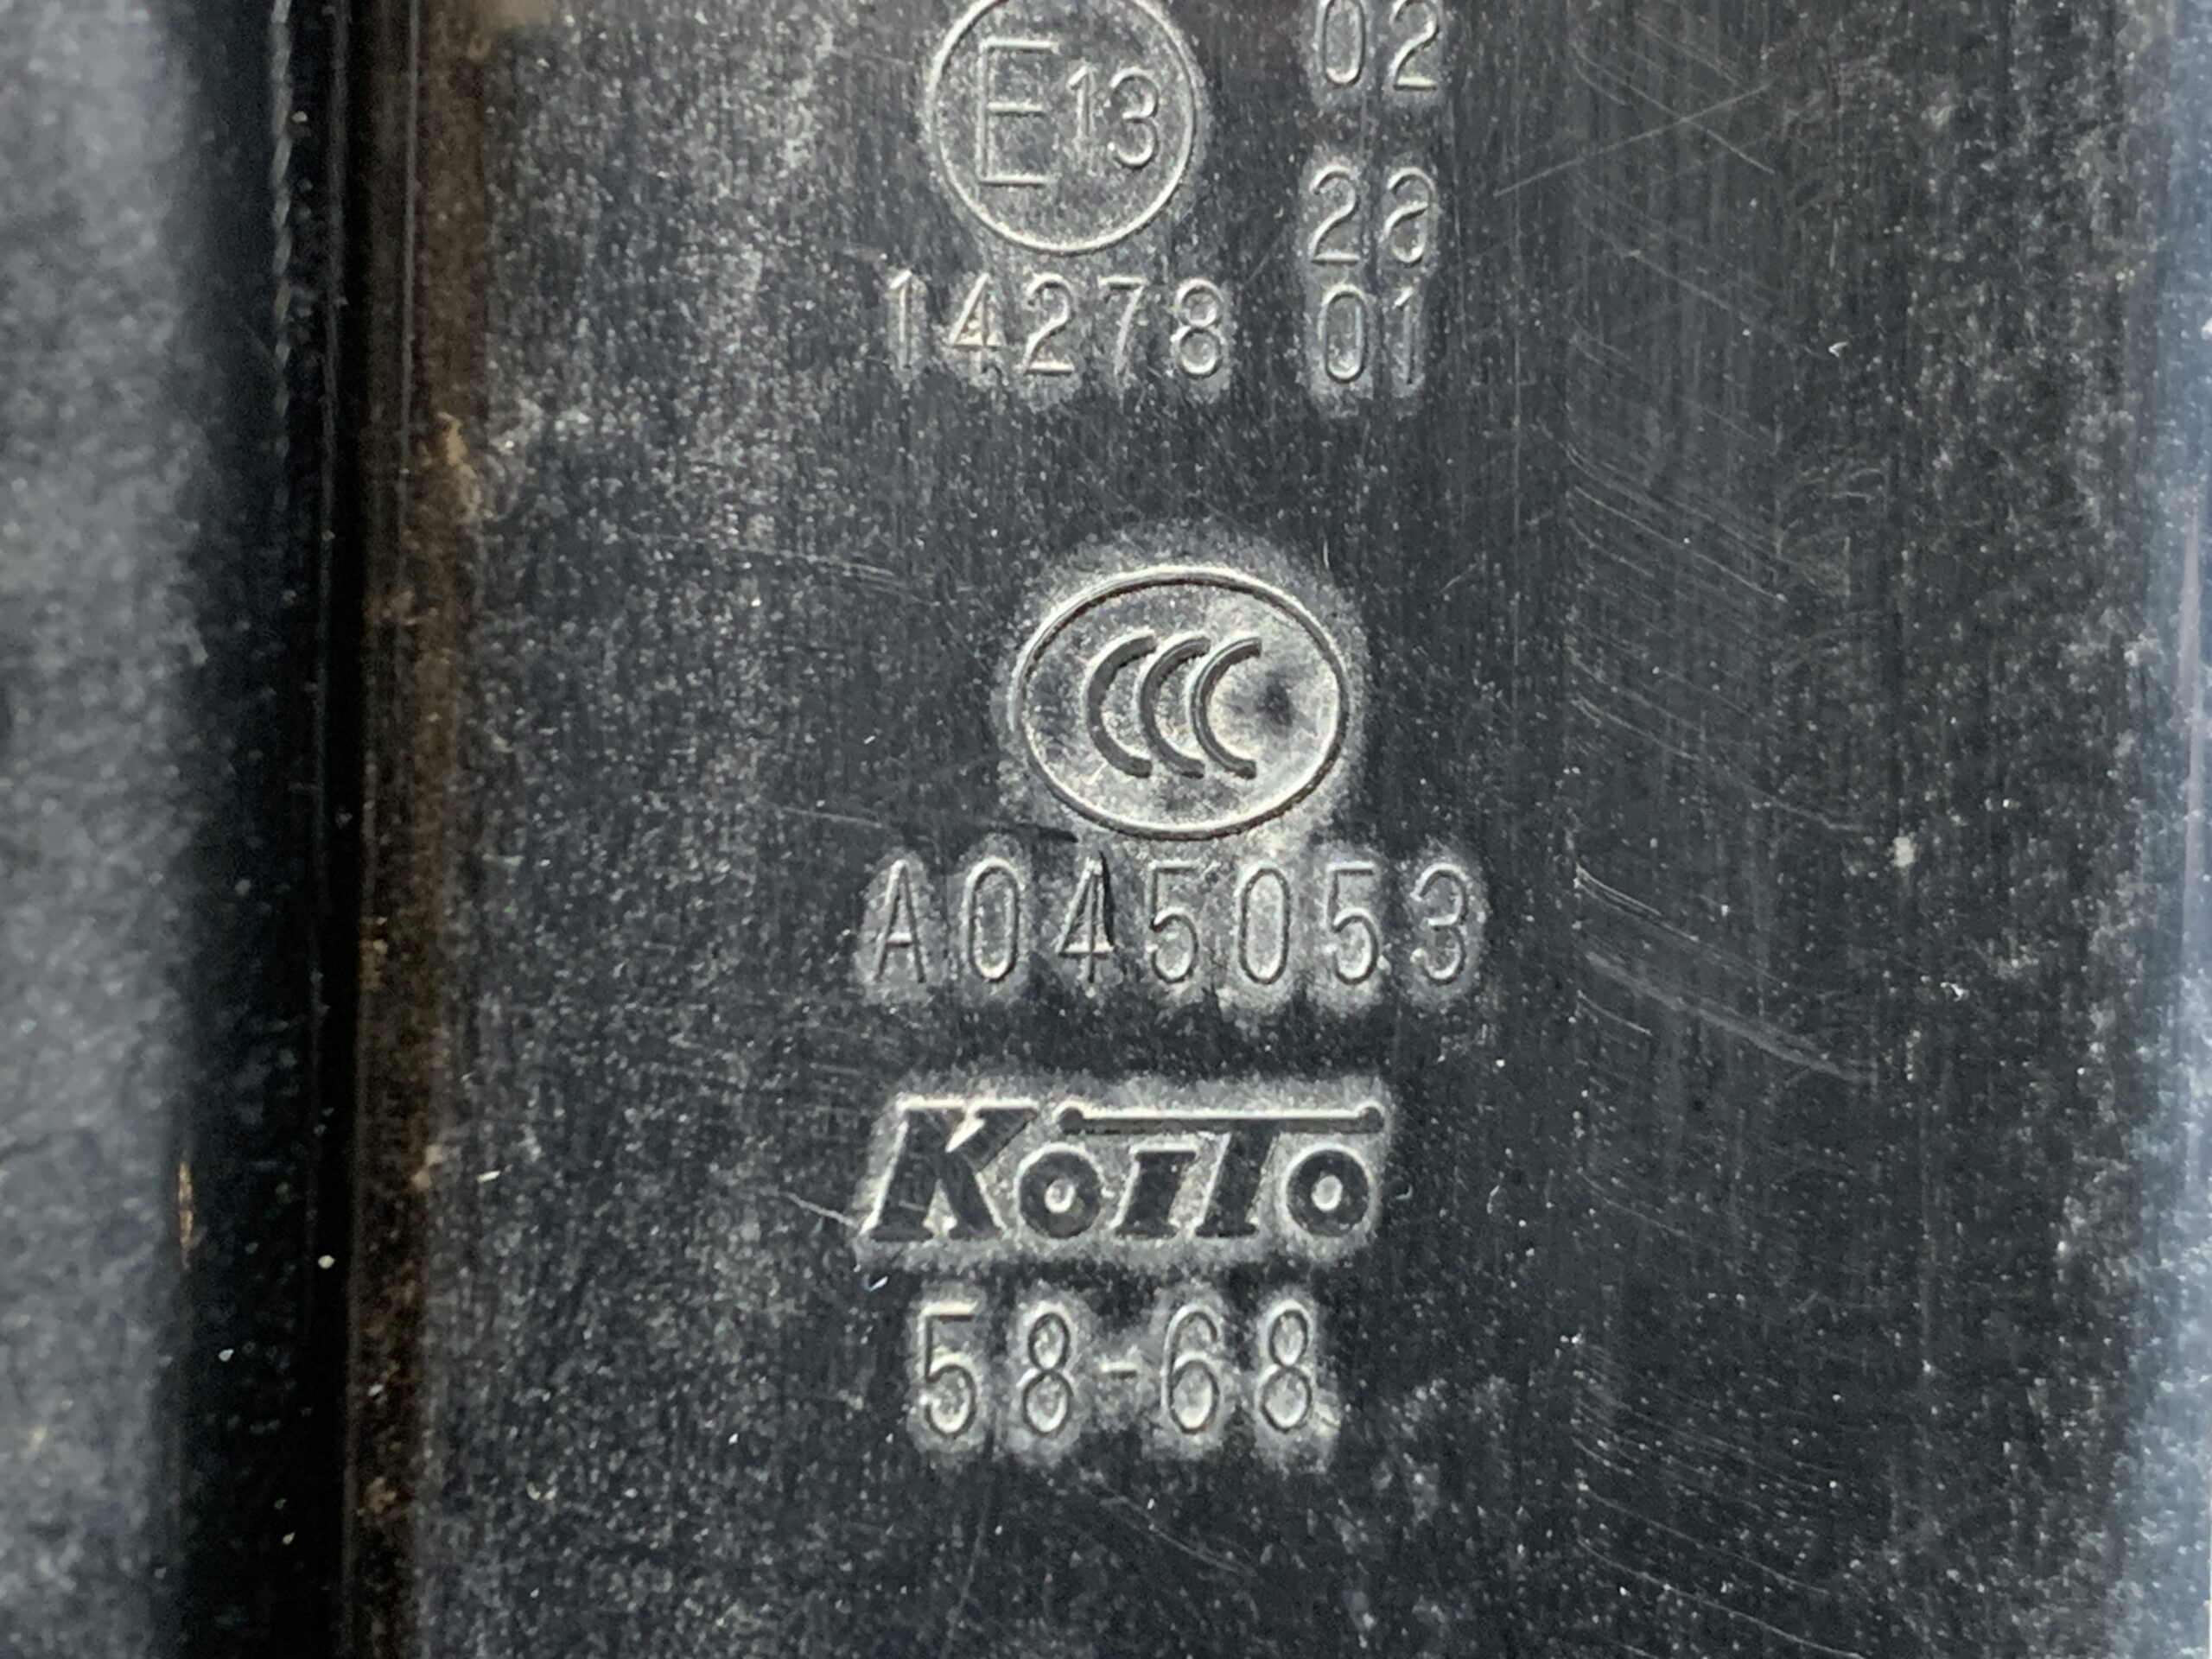 E13 02
2a
14278 01
CCC
A045053
KOITO
58-68